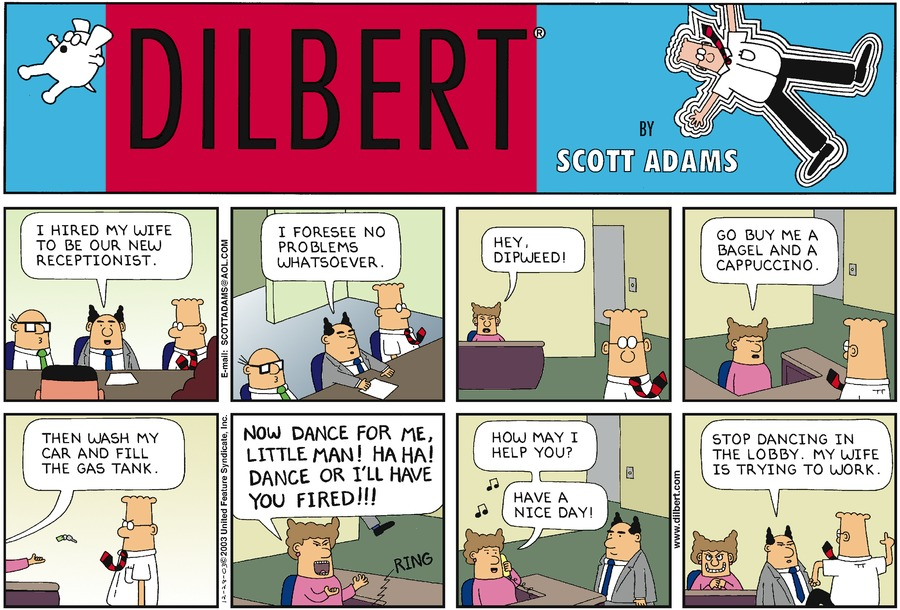 DILBERT®
BY
SCOTT ADAMS
I HIRED MY WIFE
TO BE OUR NEW
RECEPTIONIST.
E-mail: SCOTTADAMS@AOL.COM
I FORESEE NO
PROBLEMS
WHATSOEVER.
HEY,
DIPWEED!
GO BUY ME A
BAGEL AND A
CAPPUCCINO.
THEN WASH MY
CAR AND FILL
THE GAS TANK.
12-29-03 © 2003 United Feature Syndicate, Inc.
NOW DANCE FOR ME,
LITTLE MAN! HA HA!
DANCE OR I'LL HAVE
YOU FIRED!!!
RING
HOW MAY I
HELP YOU?
HAVE A
NICE DAY!
www.dilbert.com
STOP DANCING IN
THE LOBBY. MY WIFE
IS TRYING TO WORK.